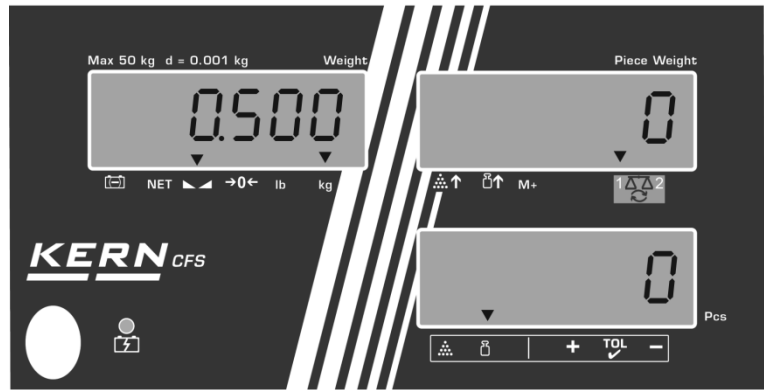 Max 50 kg d = 0.001 kg Weight
0.500
NET →0← lb kg
Piece Weight
0
M+ 1 2
KERN CFS
0
Pcs
+ TOL −